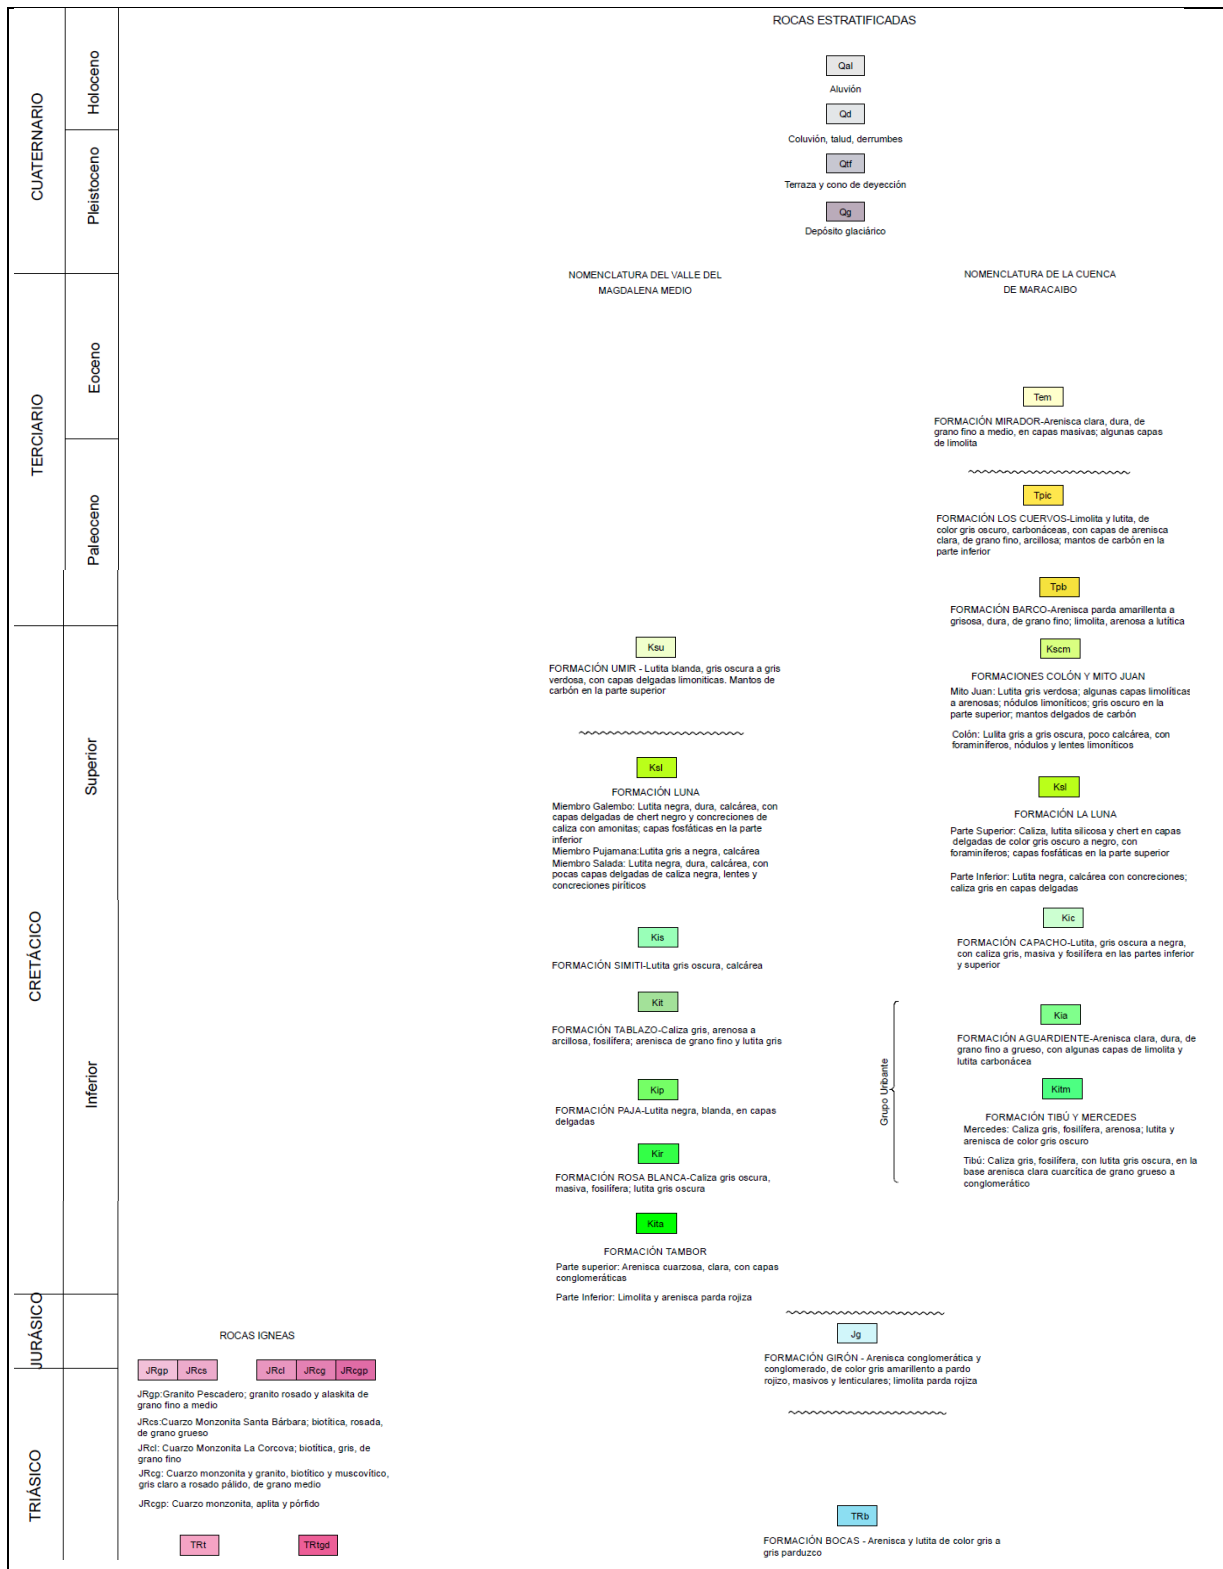 ROCAS ESTRATIFICADAS
CUATERNARIO
Holoceno
Pleistoceno
Qal
Aluvión
Qd
Coluvión, talud, derrumbes
Qtf
Terraza y cono de deyección
Qg
Depósito glaciárico
NOMENCLATURA DEL VALLE DEL
MAGDALENA MEDIO
NOMENCLATURA DE LA CUENCA
DE MARACAIBO
TERCIARIO
Eoceno
Paleoceno
Tem
FORMACIÓN MIRADOR-Arenisca clara, dura, de
grano fino a medio, en capas masivas; algunas capas
de limolita
Tpic
FORMACIÓN LOS CUERVOS-Limolita y lutita, de
color gris oscuro, carbonáceas, con capas de arenisca
clara, de grano fino, arcillosa; mantos de carbón en la
parte inferior
Tpb
FORMACIÓN BARCO-Arenisca parda amarillenta a
grisosa, dura, de grano fino; limolita, arenosa a lutítica
CRETÁCICO
Superior
Inferior
Ksu
FORMACIÓN UMIR - Lutita blanda, gris oscura a gris
verdosa, con capas delgadas limoniticas. Mantos de
carbón en la parte superior
Ksl
FORMACIÓN LUNA
Miembro Galembo: Lutita negra, dura, calcárea, con
capas delgadas de chert negro y concreciones de
caliza con amonitas; capas fosfáticas en la parte
inferior
Miembro Pujamana:Lutita gris a negra, calcárea
Miembro Salada: Lutita negra, dura, calcárea, con
pocas capas delgadas de caliza negra, lentes y
concreciones piríticos
Kis
FORMACIÓN SIMITI-Lutita gris oscura, calcárea
Kit
FORMACIÓN TABLAZO-Caliza gris, arenosa a
arcillosa, fosilífera; arenisca de grano fino y lutita gris
Kip
FORMACIÓN PAJA-Lutita negra, blanda, en capas
delgadas
Kir
FORMACIÓN ROSA BLANCA-Caliza gris oscura,
masiva, fosilífera; lutita gris oscura
Kita
FORMACIÓN TAMBOR
Parte superior: Arenisca cuarzosa, clara, con capas
conglomeráticas
Parte Inferior: Limolita y arenisca parda rojiza
Kscm
FORMACIONES COLÓN Y MITO JUAN
Mito Juan: Lutita gris verdosa; algunas capas limolíticas
a arenosas; nódulos limoníticos; gris oscuro en la
parte superior; mantos delgados de carbón
Colón: Lulita gris a gris oscura, poco calcárea, con
foraminíferos, nódulos y lentes limoníticos
Ksl
FORMACIÓN LA LUNA
Parte Superior: Caliza, lutita silicosa y chert en capas
delgadas de color gris oscuro a negro, con
foraminíferos; capas fosfáticas en la parte superior
Parte Inferior: Lutita negra, calcárea con concreciones;
caliza gris en capas delgadas
Kic
FORMACIÓN CAPACHO-Lutita, gris oscura a negra,
con caliza gris, masiva y fosilífera en las partes inferior
y superior
Grupo Uribante
Kia
FORMACIÓN AGUARDIENTE-Arenisca clara, dura, de
grano fino a grueso, con algunas capas de limolita y
lutita carbonácea
Kitm
FORMACIÓN TIBÚ Y MERCEDES
Mercedes: Caliza gris, fosilífera, arenosa; lutita y
arenisca de color gris oscuro
Tibú: Caliza gris, fosilífera, con lutita gris oscura, en la
base arenisca clara cuarcítica de grano grueso a
conglomerático
JURÁSICO
TRIÁSICO
ROCAS IGNEAS
JRgp
JRcs
JRcl
JRcg
JRcgp
JRgp:Granito Pescadero; granito rosado y alaskita de
grano fino a medio
JRcs:Cuarzo Monzonita Santa Bárbara; biotítica, rosada,
de grano grueso
JRcl: Cuarzo Monzonita La Corcova; biotítica, gris, de
grano fino
JRcg: Cuarzo monzonita y granito, biotítico y muscovítico,
gris claro a rosado pálido, de grano medio
JRcgp: Cuarzo monzonita, aplita y pórfido
TRt
TRtgd
Jg
FORMACIÓN GIRÓN - Arenisca conglomerática y
conglomerado, de color gris amarillento a pardo
rojizo, masivos y lenticulares; limolita parda rojiza
TRb
FORMACIÓN BOCAS - Arenisca y lutita de color gris a
gris parduzco